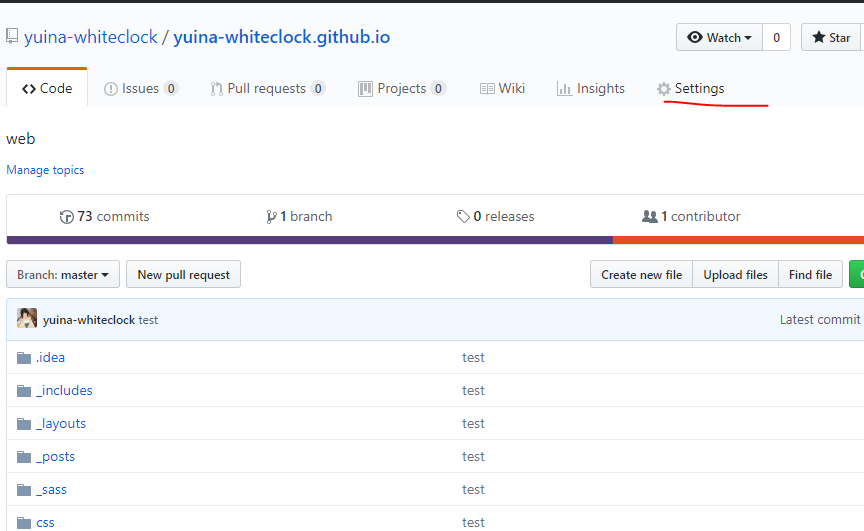 yuina-whiteclock / yuina-whiteclock.github.io
Watch 0 Star
Code Issues 0 Pull requests 0 Projects 0 Wiki Insights Settings
web
Manage topics
73 commits 1 branch 0 releases 1 contributor
Branch: master New pull request Create new file Upload files Find file
yuina-whiteclock test Latest commit
.idea test
_includes test
_layouts test
_posts test
_sass test
css test